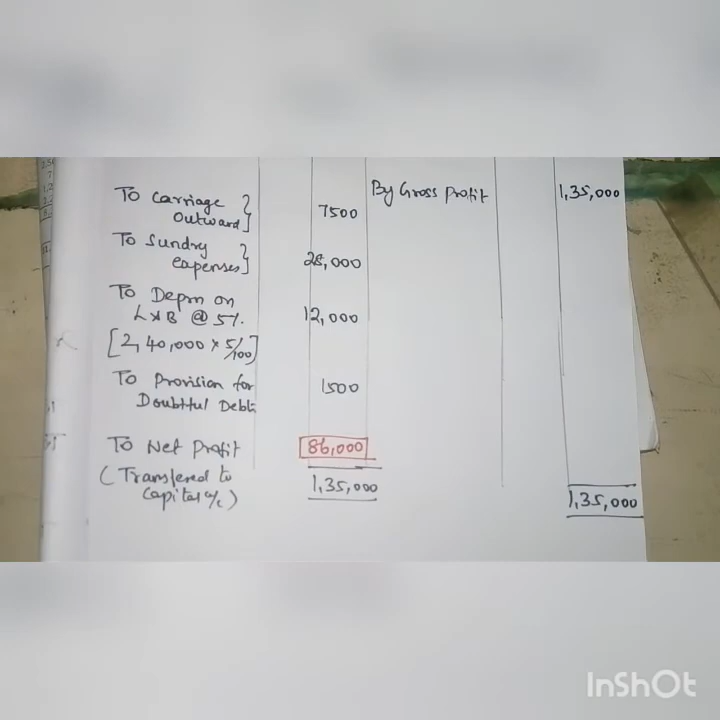 To Carriage
Outward
7500
By Gross Profit
1,35,000
To Sundry
expenses
28,000
To Deprn on
L&B @ 5%.
12,000
[2,40,000 × 5/100]
To Provision for
Doubtful Debts
1500
To Net Profit
86,000
(Transfered to
Capital a/c)
1,35,000
1,35,000
InShOt